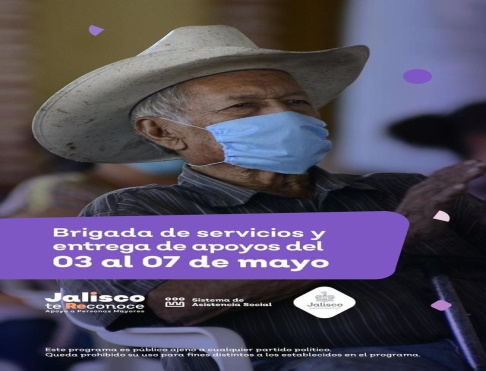 Brigada de servicios y
entrega de apoyos del
03 al 07 de mayo
Jalisco
te Reconoce
Apoyo a Personas Mayores
Sistema de
Asistencia Social
Jalisco
Este programa es público ajeno a cualquier partido político.
Queda prohibido su uso para fines distintos a los establecidos en el programa.